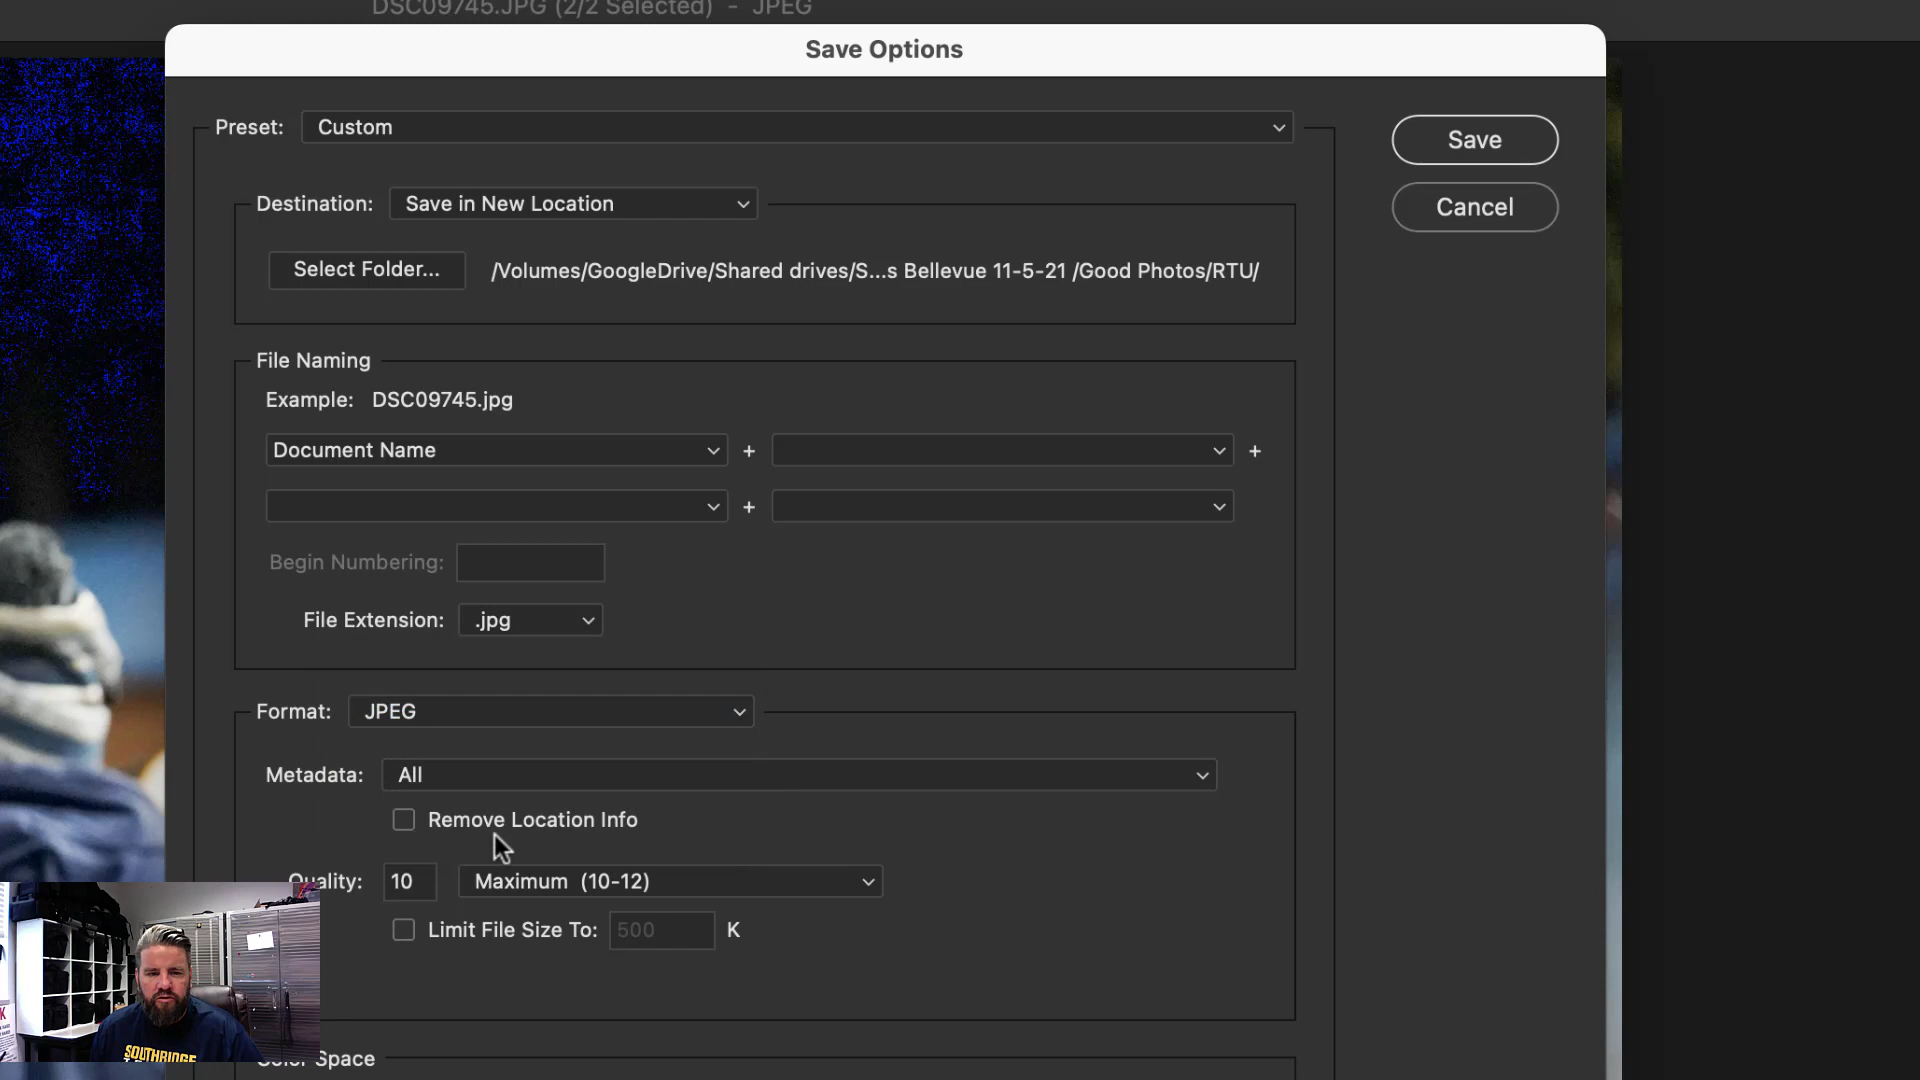 DSC09745.JPG (2/2 Selected) - JPEG
Save Options
Preset: Custom
Save
Destination: Save in New Location
Cancel
Select Folder... /Volumes/GoogleDrive/Shared drives/S...s Bellevue 11-5-21 /Good Photos/RTU/
File Naming
Example: DSC09745.jpg
Document Name + +
+
Begin Numbering:
File Extension: .jpg
Format: JPEG
Metadata: All
Remove Location Info
Quality: 10 Maximum (10-12)
Limit File Size To: 500 K
SOUTHRIDGE
Color Space